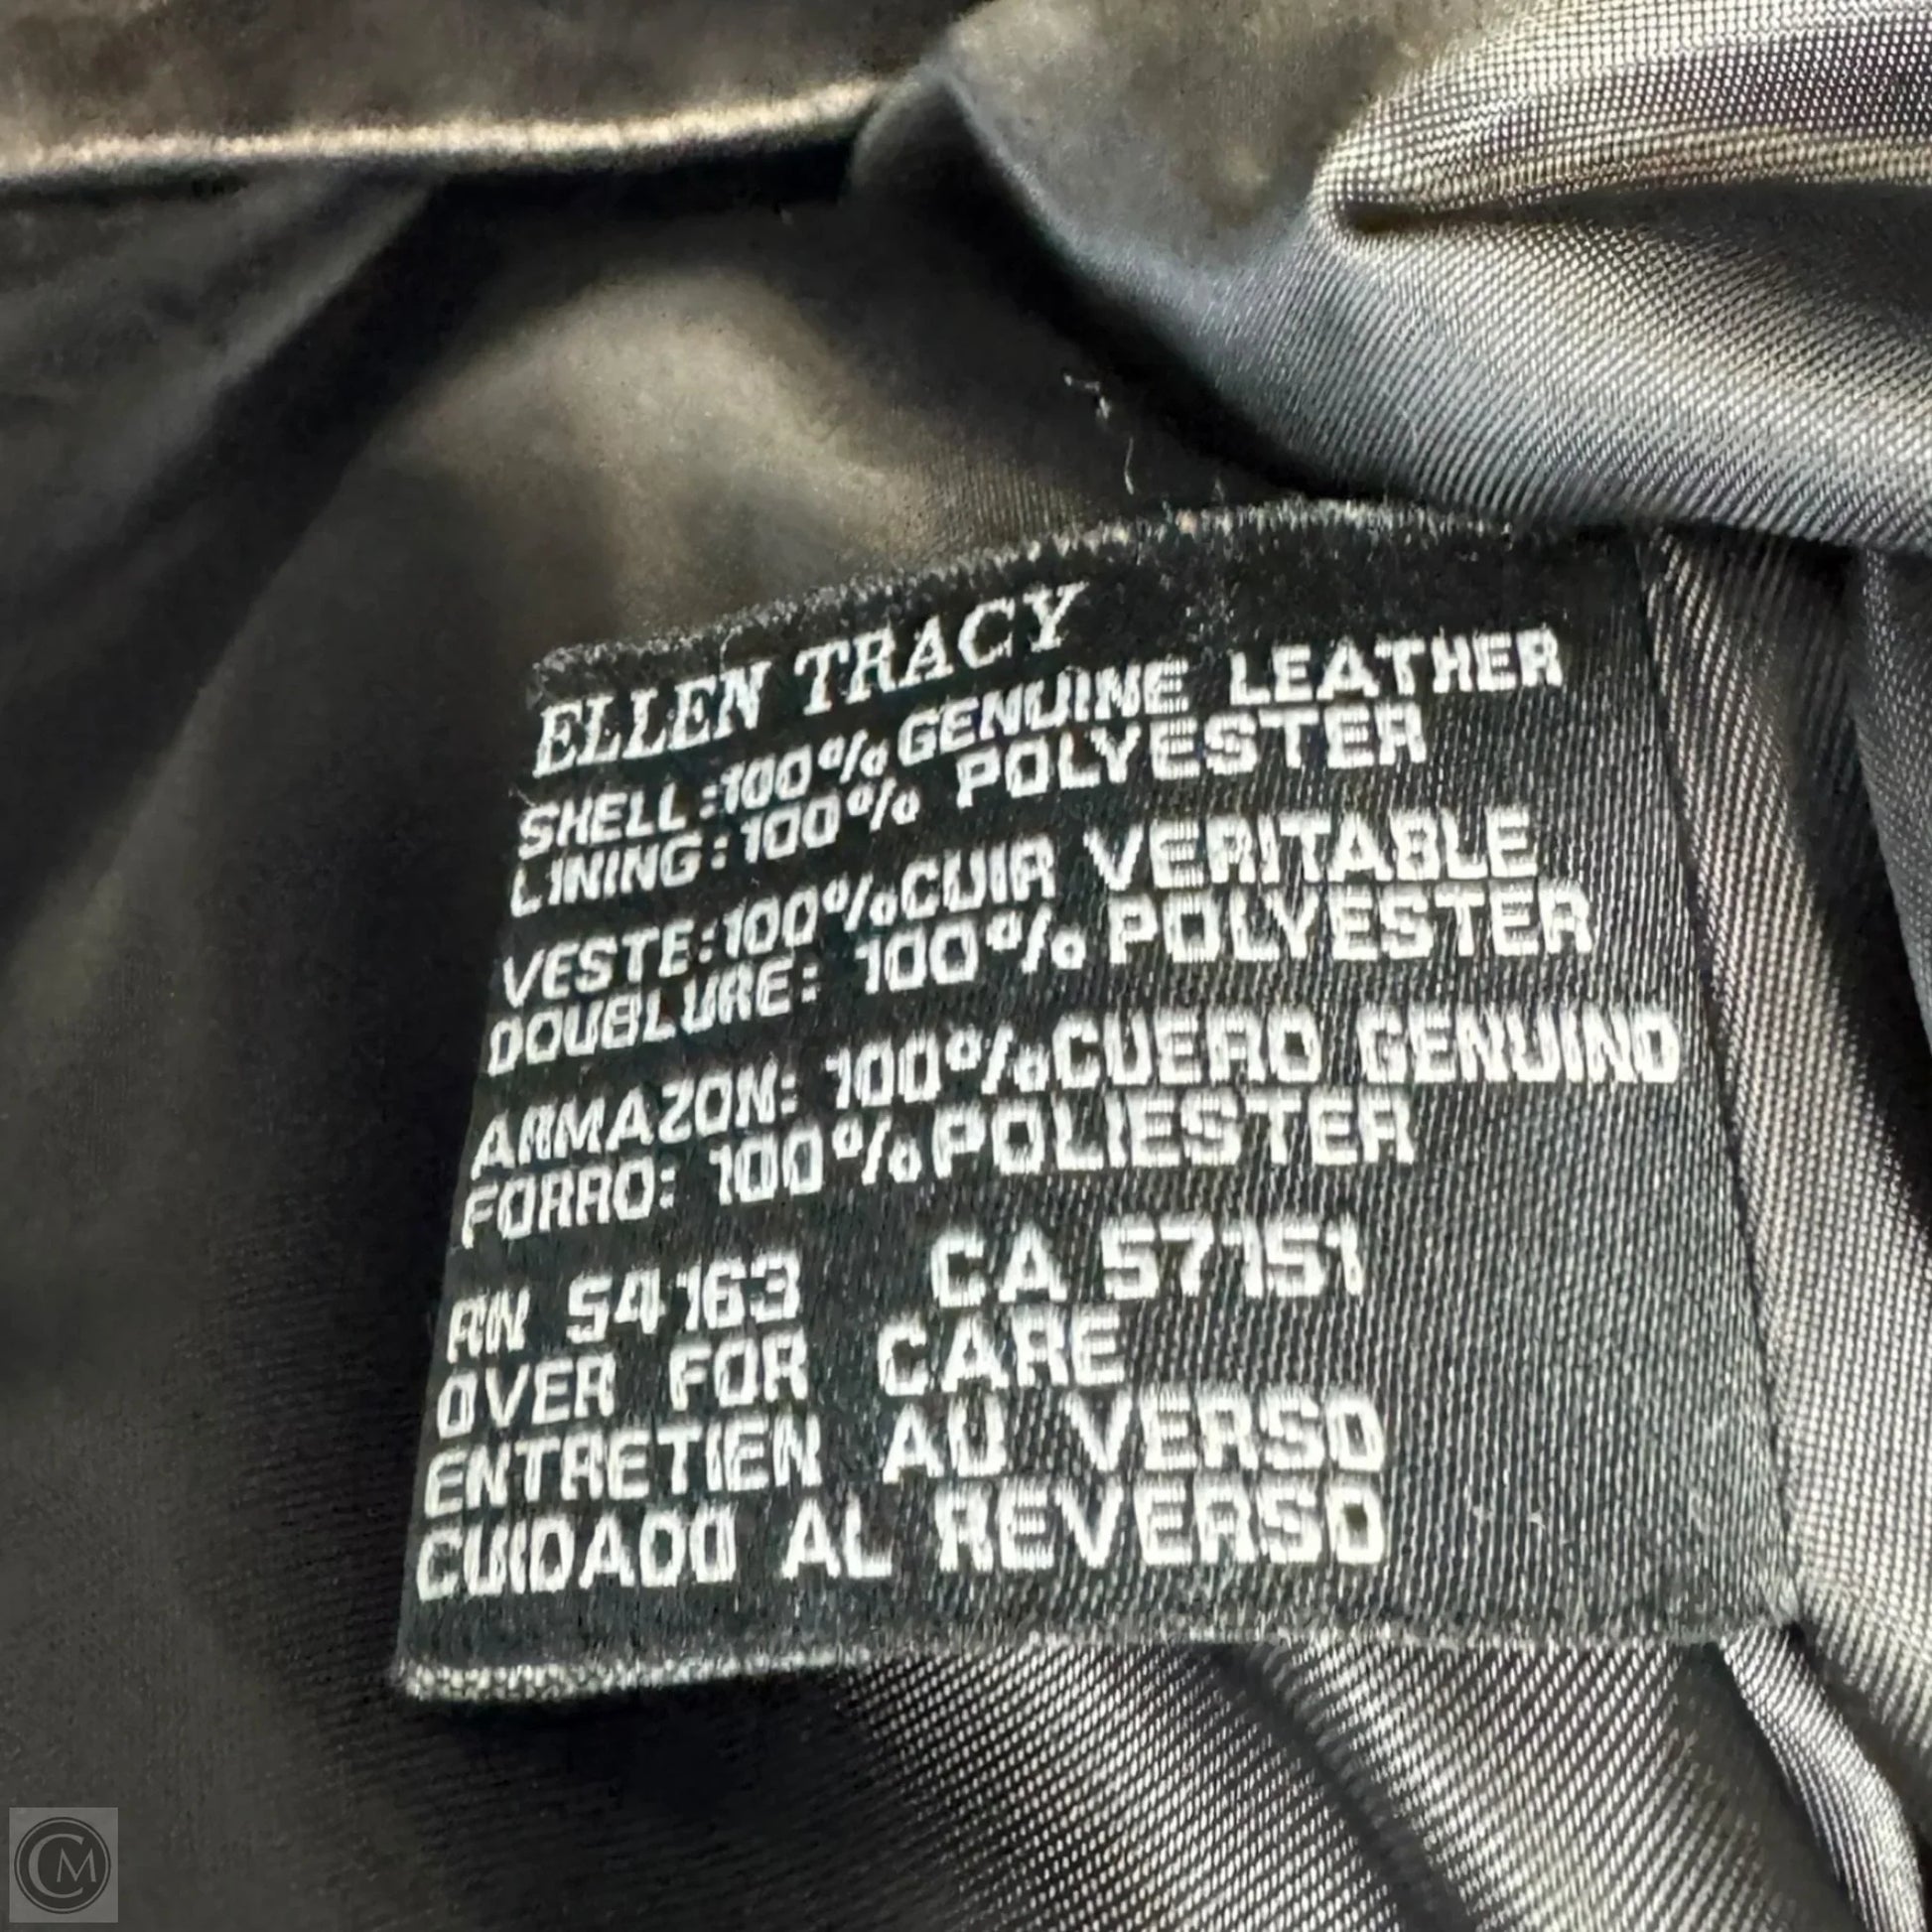 ELLEN TRACY
SHELL:100% GENUINE LEATHER
LINING:100% POLYESTER
VESTE:100% CUIR VERITABLE
DOUBLURE: 100% POLYESTER
ARMAZON: 100% CUERO GENUINO
FORRO: 100% POLIESTER
RN 54163 CA 57151
OVER FOR CARE
ENTRETIEN AU VERSO
CUIDADO AL REVERSO
CM